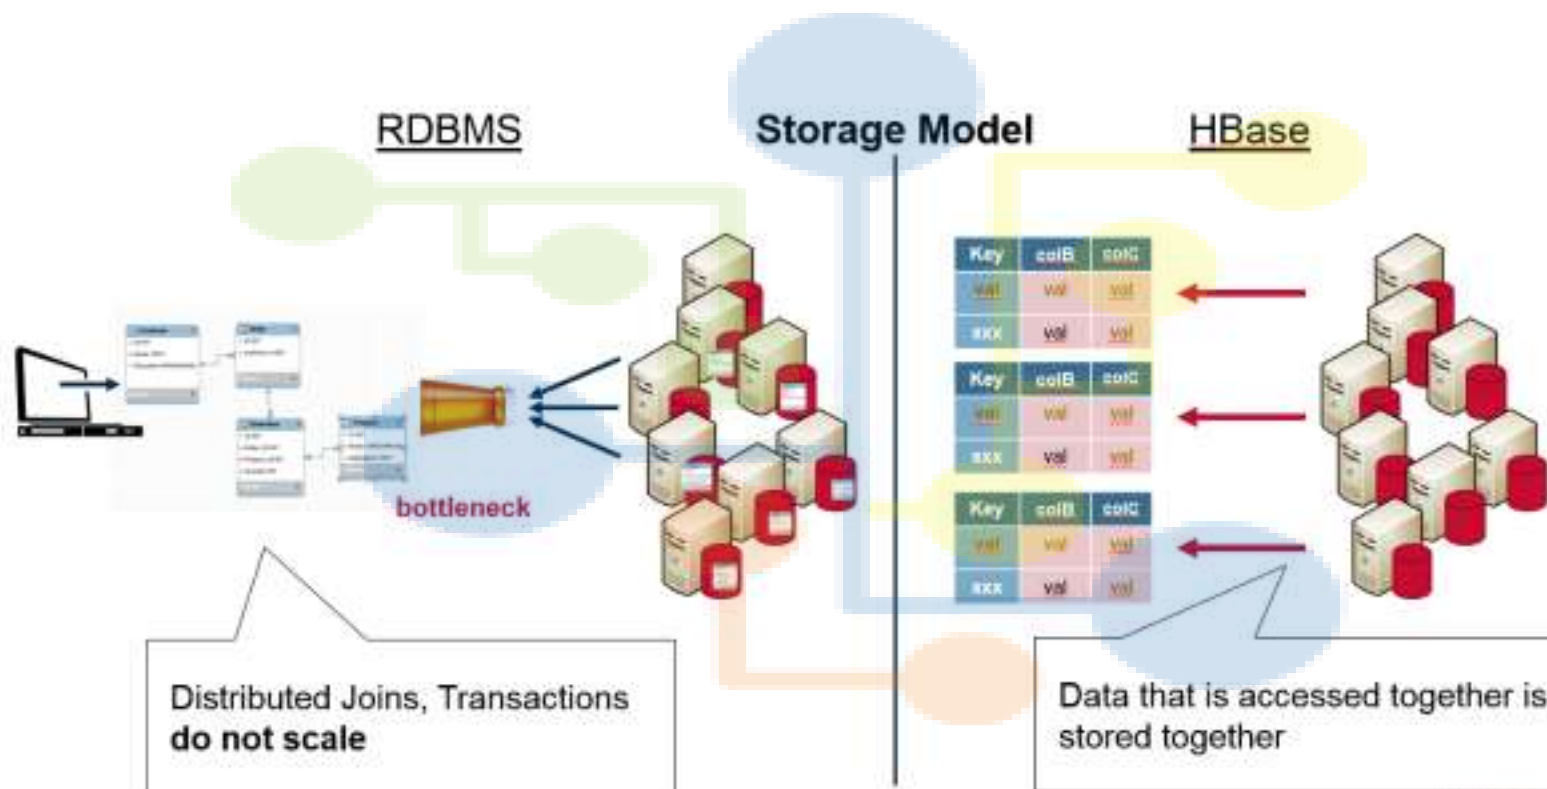 RDBMS
Storage Model
HBase
bottleneck
Distributed Joins, Transactions
do not scale
Key colB colC
val val val
xxx val val
Key colB colC
val val val
xxx val val
Key colB colC
val val val
xxx val val
Data that is accessed together is
stored together